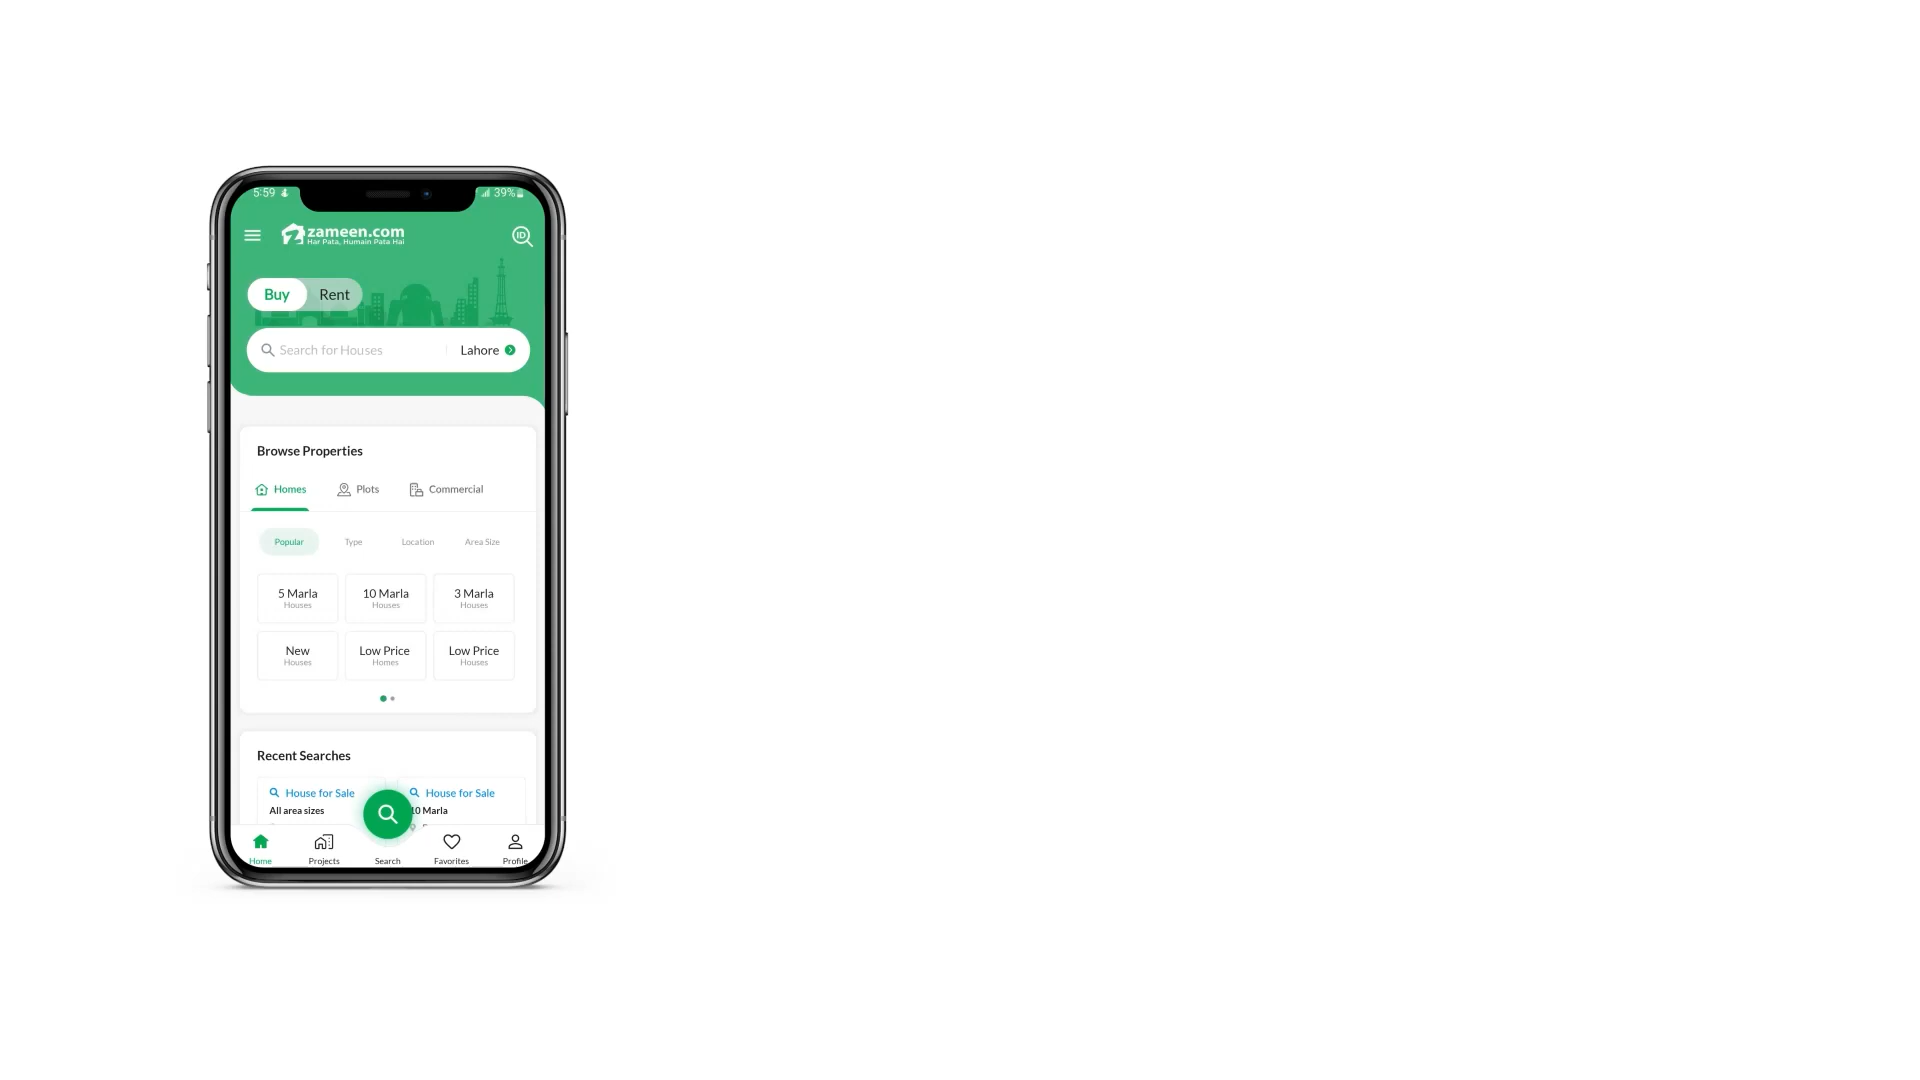 5:59 39%
zameen.com
Har Pata, Humain Pata Hai
ID
Buy Rent
Search for Houses Lahore
Browse Properties
Homes Plots Commercial
Popular Type Location Area Size
5 Marla 10 Marla 3 Marla
Houses Houses Houses
New Low Price Low Price
Houses Homes Houses
Recent Searches
House for Sale House for Sale
All area sizes 10 Marla
Home Projects Search Favorites Profile